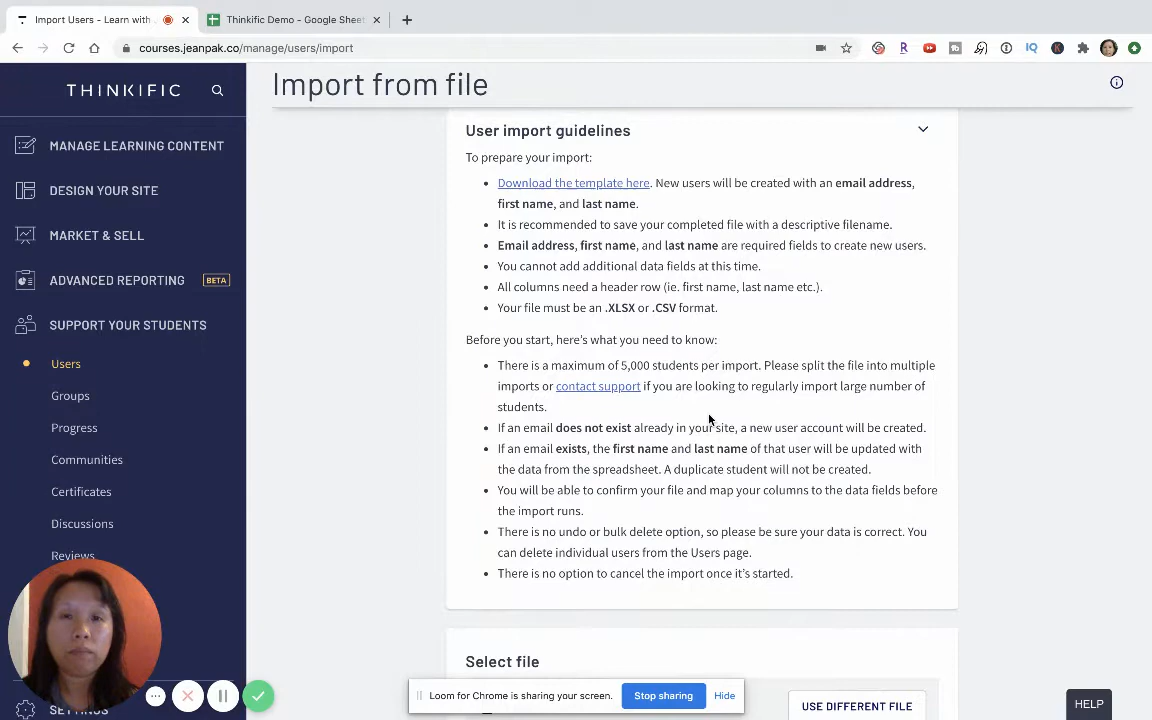 Import Users - Learn with
Thinkific Demo - Google Sheet
courses.jeanpak.co/manage/users/import
THINKIFIC
MANAGE LEARNING CONTENT
DESIGN YOUR SITE
MARKET & SELL
ADVANCED REPORTING BETA
SUPPORT YOUR STUDENTS
Users
Groups
Progress
Communities
Certificates
Discussions
Reviews
SETTINGS
Import from file
User import guidelines
To prepare your import:
Download the template here. New users will be created with an email address,
first name, and last name.
It is recommended to save your completed file with a descriptive filename.
Email address, first name, and last name are required fields to create new users.
You cannot add additional data fields at this time.
All columns need a header row (ie. first name, last name etc.).
Your file must be an .XLSX or .CSV format.
Before you start, here's what you need to know:
There is a maximum of 5,000 students per import. Please split the file into multiple
imports or contact support if you are looking to regularly import large number of
students.
If an email does not exist already in your site, a new user account will be created.
If an email exists, the first name and last name of that user will be updated with
the data from the spreadsheet. A duplicate student will not be created.
You will be able to confirm your file and map your columns to the data fields before
the import runs.
There is no undo or bulk delete option, so please be sure your data is correct. You
can delete individual users from the Users page.
There is no option to cancel the import once it's started.
Select file
USE DIFFERENT FILE
Loom for Chrome is sharing your screen.
Stop sharing
Hide
HELP